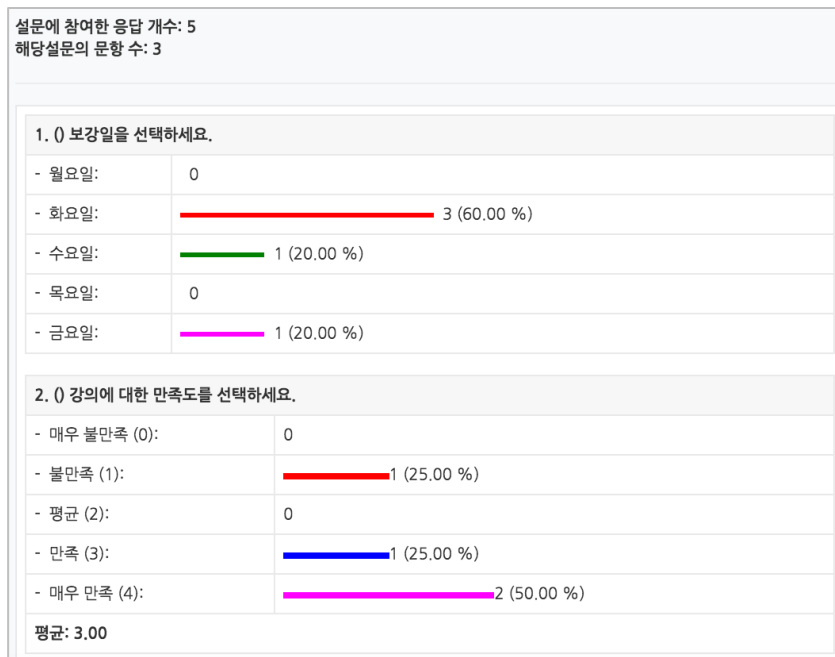 설문에 참여한 응답 개수: 5
해당설문의 문항 수: 3
1. () 보강일을 선택하세요.
- 월요일: 0
- 화요일: 3 (60.00 %)
- 수요일: 1 (20.00 %)
- 목요일: 0
- 금요일: 1 (20.00 %)
2. () 강의에 대한 만족도를 선택하세요.
- 매우 불만족 (0): 0
- 불만족 (1): 1 (25.00 %)
- 평균 (2): 0
- 만족 (3): 1 (25.00 %)
- 매우 만족 (4): 2 (50.00 %)
평균: 3.00